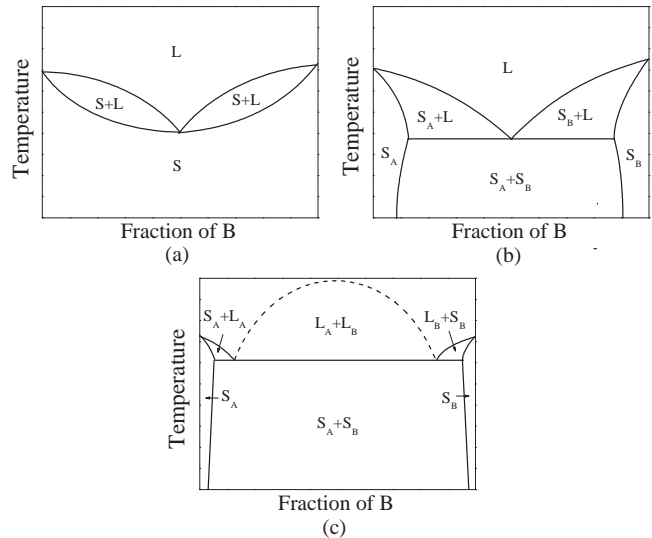 L
S+L
S+L
S
Temperature
Fraction of B
(a)
L
S_A+L
S_B+L
S_A
S_B
S_A+S_B
Temperature
Fraction of B
(b)
S_A+L_A
L_B+S_B
L_A+L_B
S_A
S_B
S_A+S_B
Temperature
Fraction of B
(c)